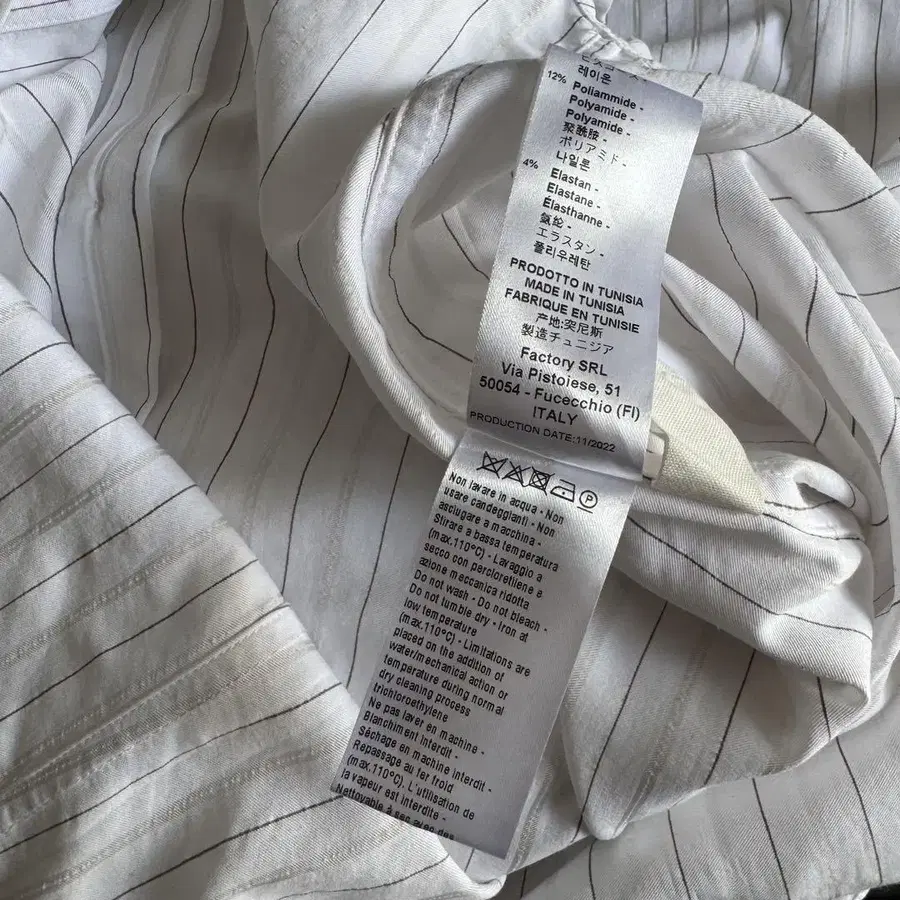 레이온
12% Poliammide -
Polyamide -
Polyamide -
聚酰胺 -
ポリアミド -
나일론
4% Elastan -
Elastane -
Élasthanne -
氨纶 -
エラスタン -
폴리우레탄
PRODOTTO IN TUNISIA
MADE IN TUNISIA
FABRIQUE EN TUNISIE
产地:突尼斯
製造チュニジア
Factory SRL
Via Pistoiese, 51
50054 - Fucecchio (FI)
ITALY
PRODUCTION DATE:11/2022
P
Non lavare in acqua - Non
usare candeggianti - Non
asciugare a macchina -
Stirare a bassa temperatura
(max.110°C) - Lavaggio a
secco con percloretilene e
azione meccanica ridotta
Do not wash - Do not bleach -
Do not tumble dry - Iron at
low temperature
(max.110°C) - Limitations are
placed on the addition of
water/mechanical action or
temperature during normal
dry cleaning process
trichloroethylene
Ne pas laver en machine -
Blanchiment Interdit -
Séchage en machine interdit -
Repassage au fer froid
(max.110°C). L'utilisation de
la vapeur est interdite -
Nettoyable à sec avec des